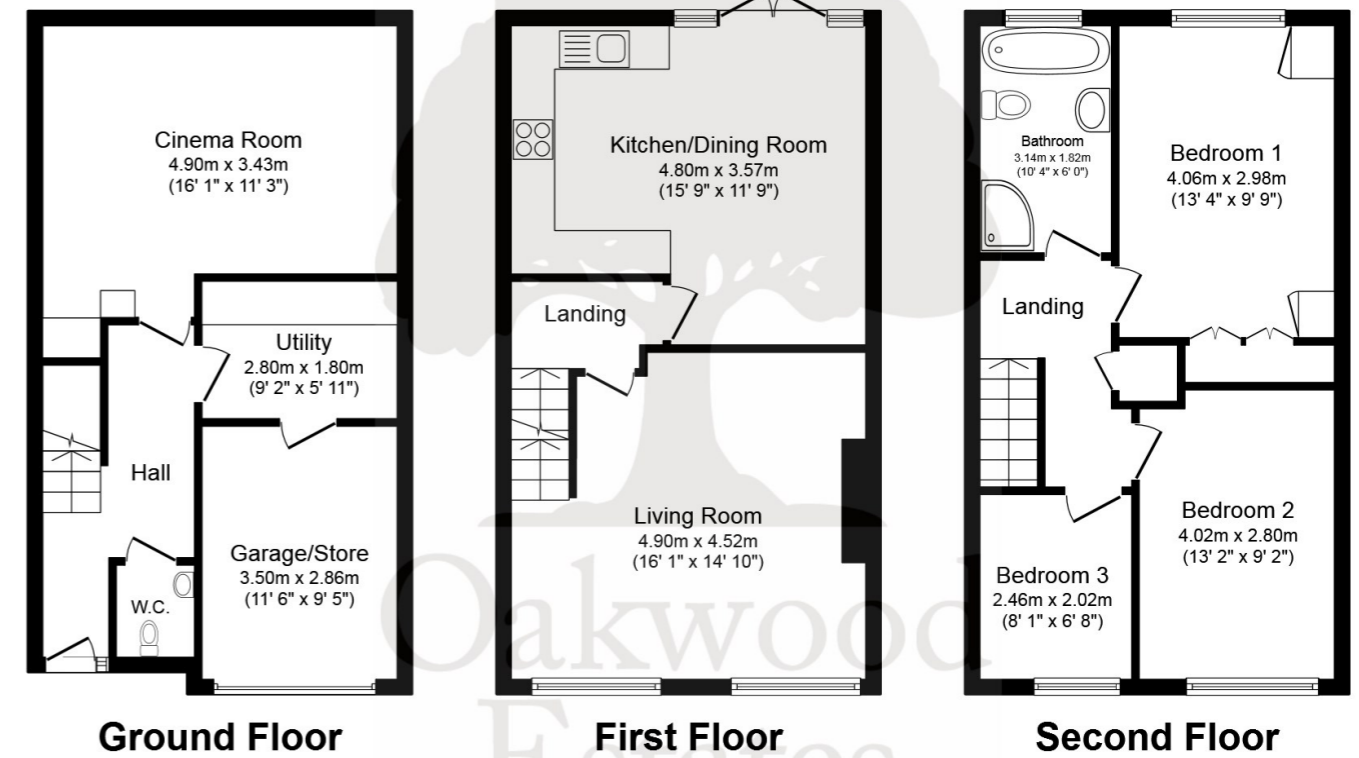 Cinema Room
4.90m x 3.43m
(16' 1" x 11' 3")
Utility
2.80m x 1.80m
(9' 2" x 5' 11")
Hall
Garage/Store
3.50m x 2.86m
(11' 6" x 9' 5")
W.C.
Ground Floor
Kitchen/Dining Room
4.80m x 3.57m
(15' 9" x 11' 9")
Landing
Living Room
4.90m x 4.52m
(16' 1" x 14' 10")
First Floor
Bathroom
3.14m x 1.82m
(10' 4" x 6' 0")
Bedroom 1
4.06m x 2.98m
(13' 4" x 9' 9")
Landing
Bedroom 2
4.02m x 2.80m
(13' 2" x 9' 2")
Bedroom 3
2.46m x 2.02m
(8' 1" x 6' 8")
Second Floor
Oakwood
Estates